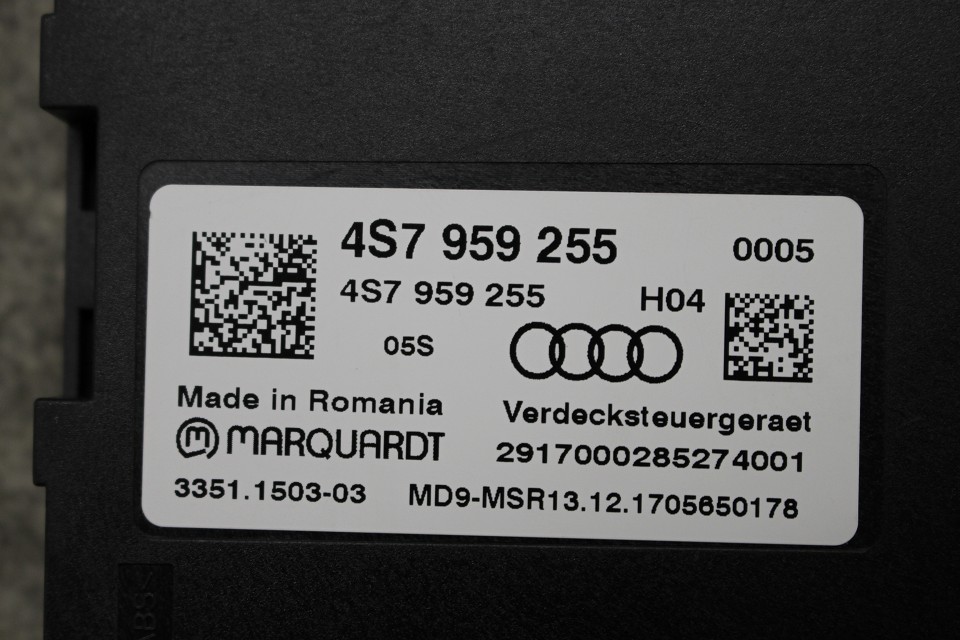 4S7 959 255 0005
4S7 959 255 H04
05S
Made in Romania
Verdecksteuergeraet
MARQUARDT
2917000285274001
3351.1503-03 MD9-MSR13.12.1705650178